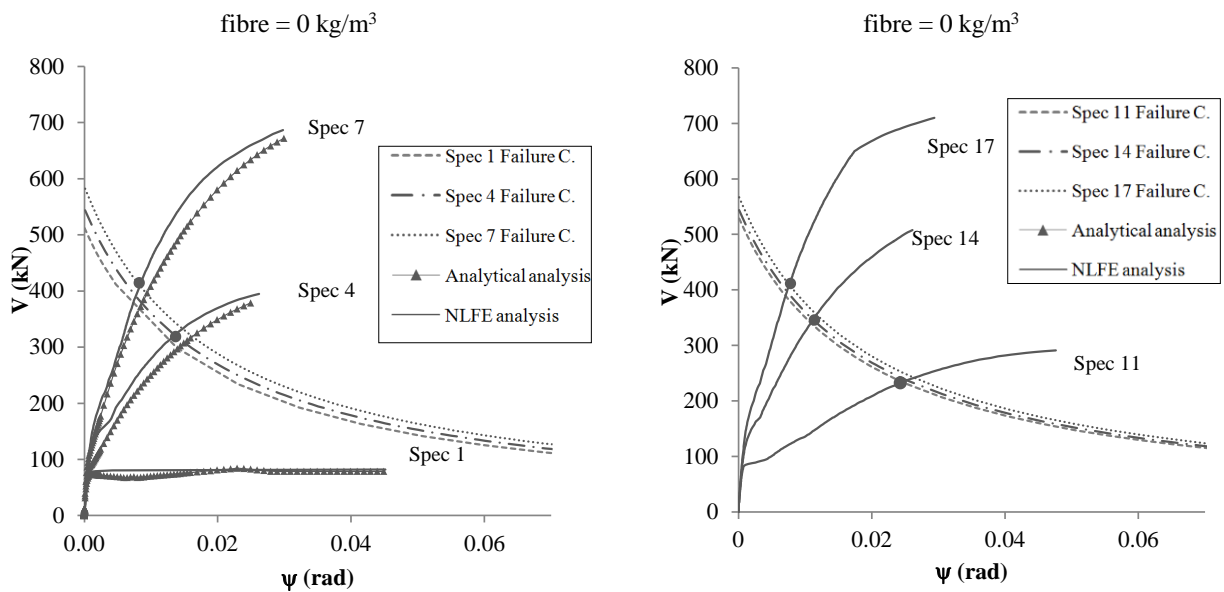 fibre = 0 kg/m³
800
700
600
500
400
300
200
100
0
V (kN)
0.00
0.02
0.04
0.06
ψ (rad)
Spec 7
Spec 4
Spec 1
Spec 1 Failure C.
Spec 4 Failure C.
Spec 7 Failure C.
Analytical analysis
NLFE analysis
fibre = 0 kg/m³
800
700
600
500
400
300
200
100
0
V (kN)
0
0.02
0.04
0.06
ψ (rad)
Spec 17
Spec 14
Spec 11
Spec 11 Failure C.
Spec 14 Failure C.
Spec 17 Failure C.
Analytical analysis
NLFE analysis